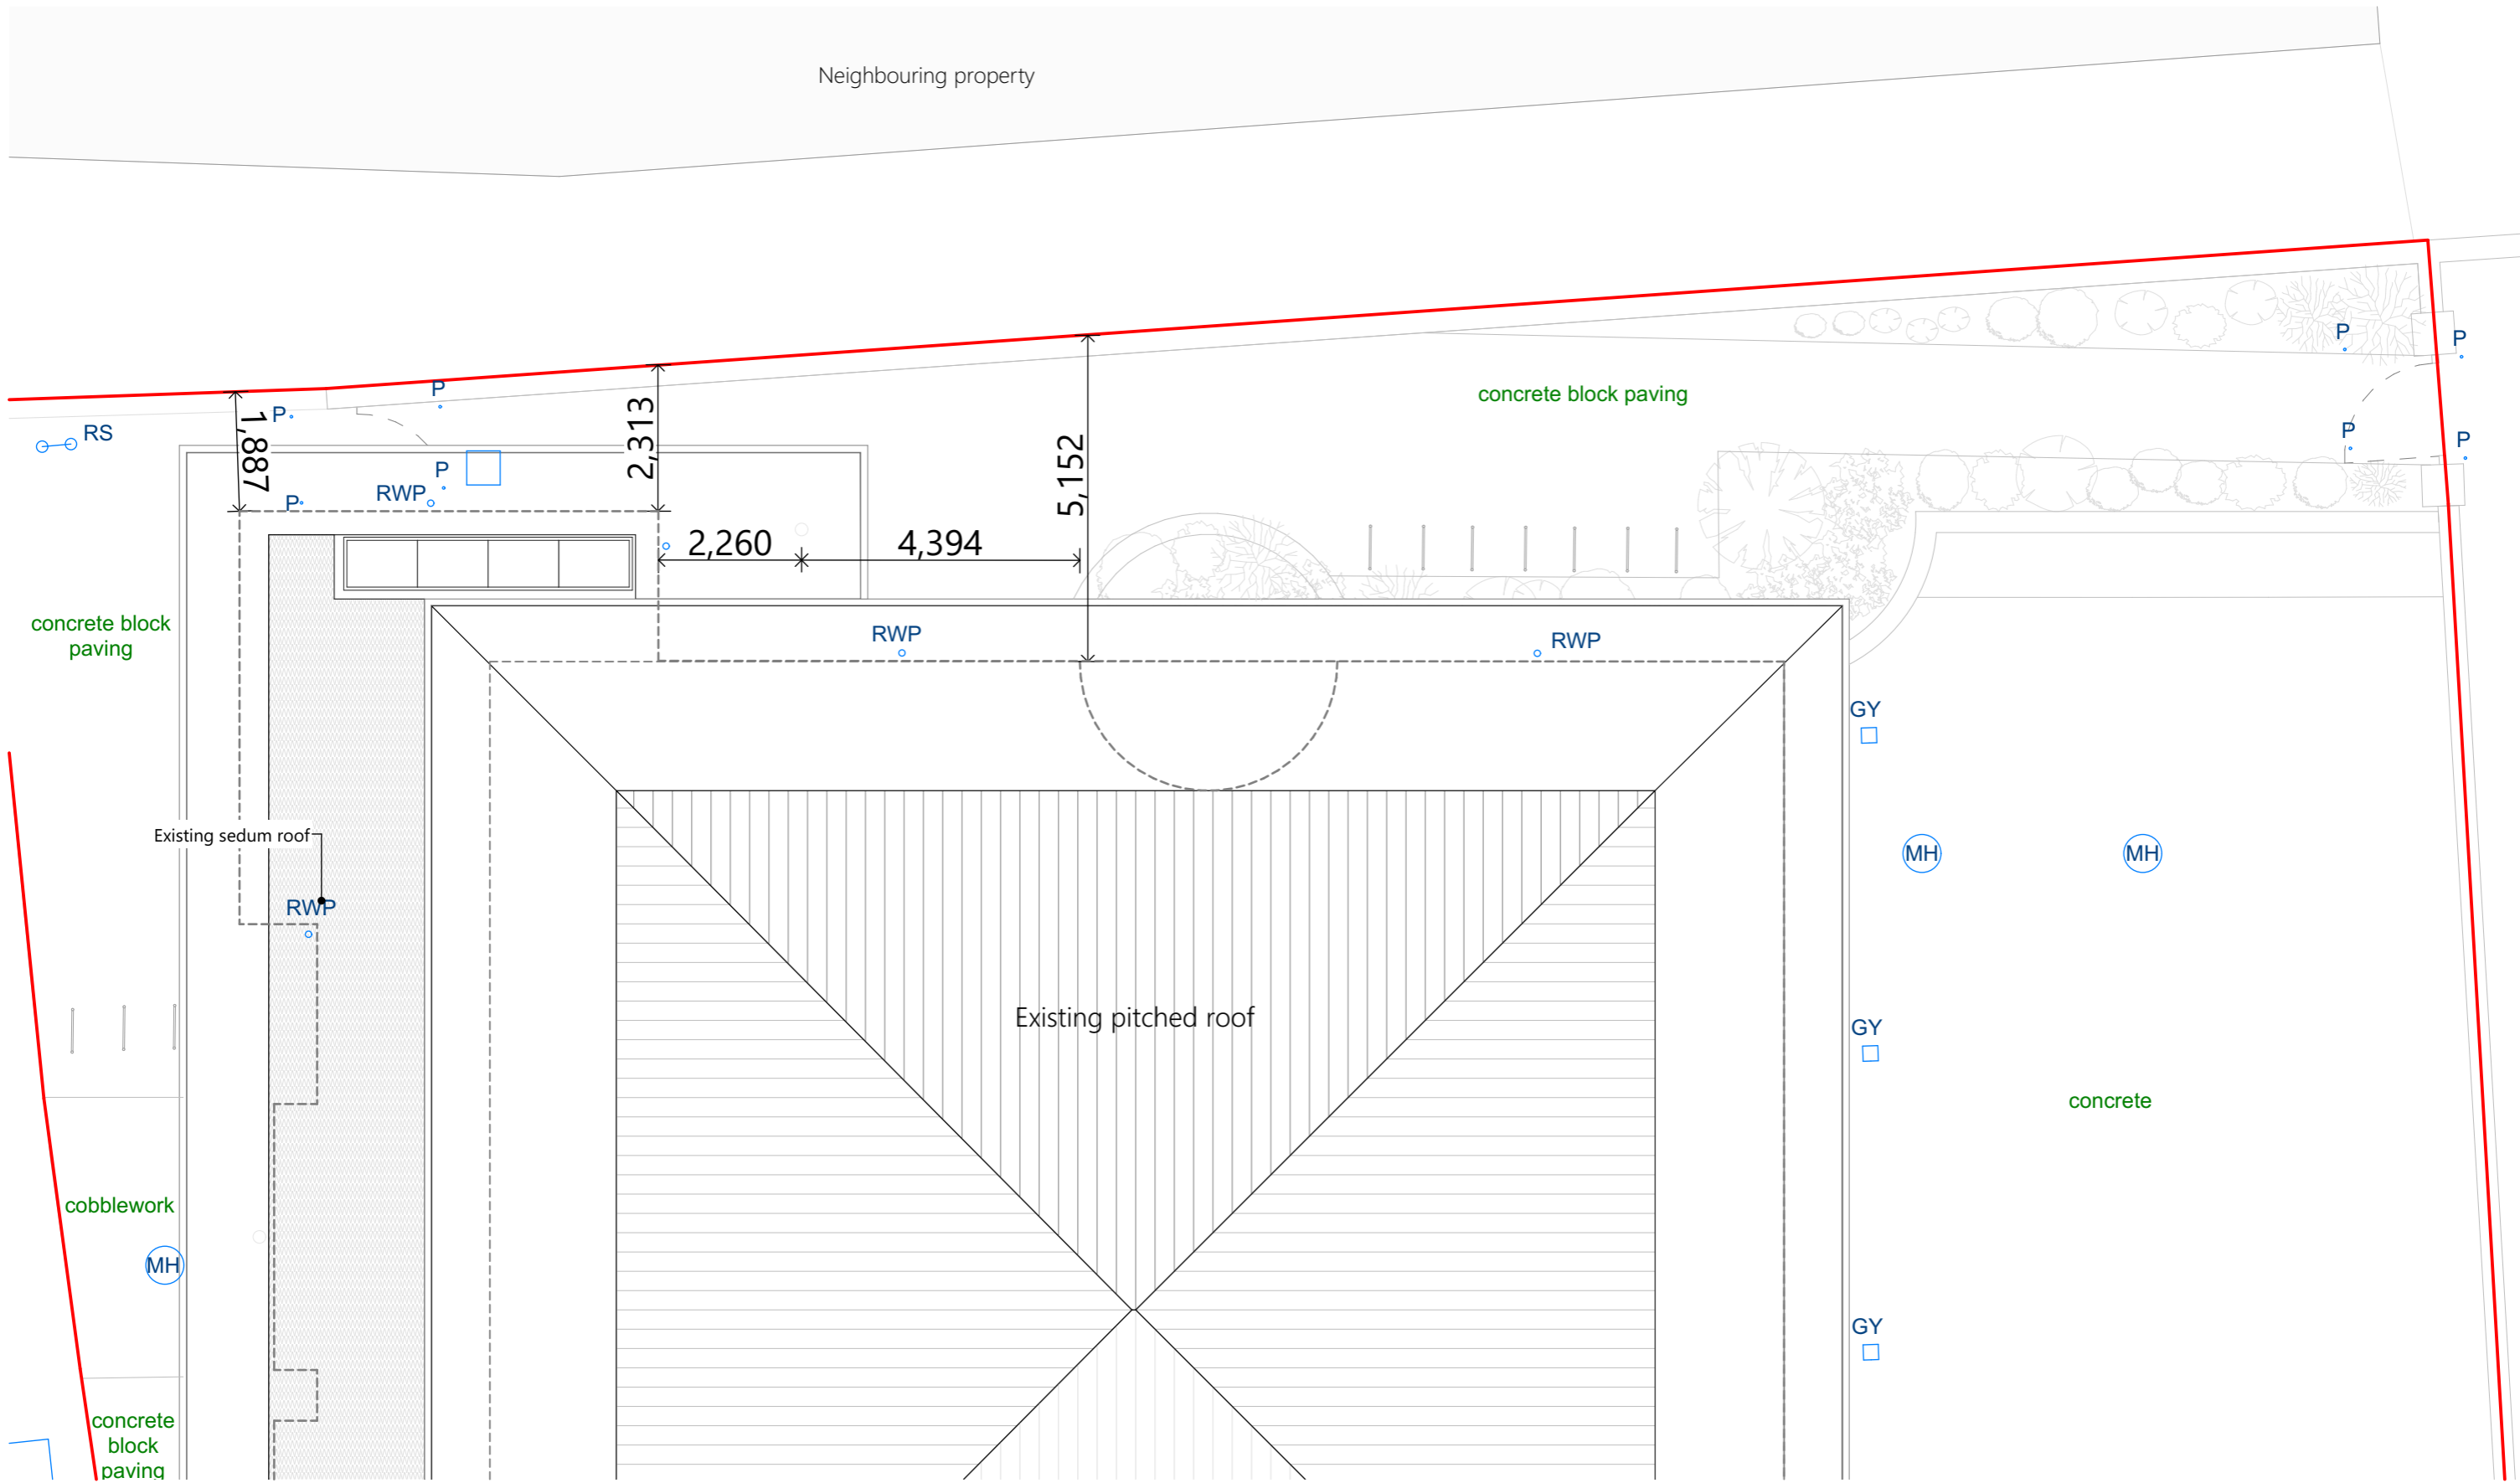 Neighbouring property
P
P
P
P
concrete block paving
1,887
2,313
5,152
RS
P
P
P
P
RWP
2,260
4,394
concrete block
paving
RWP
RWP
GY
Existing sedum roof
MH
MH
RWP
Existing pitched roof
GY
concrete
cobblework
MH
GY
concrete
block
paving